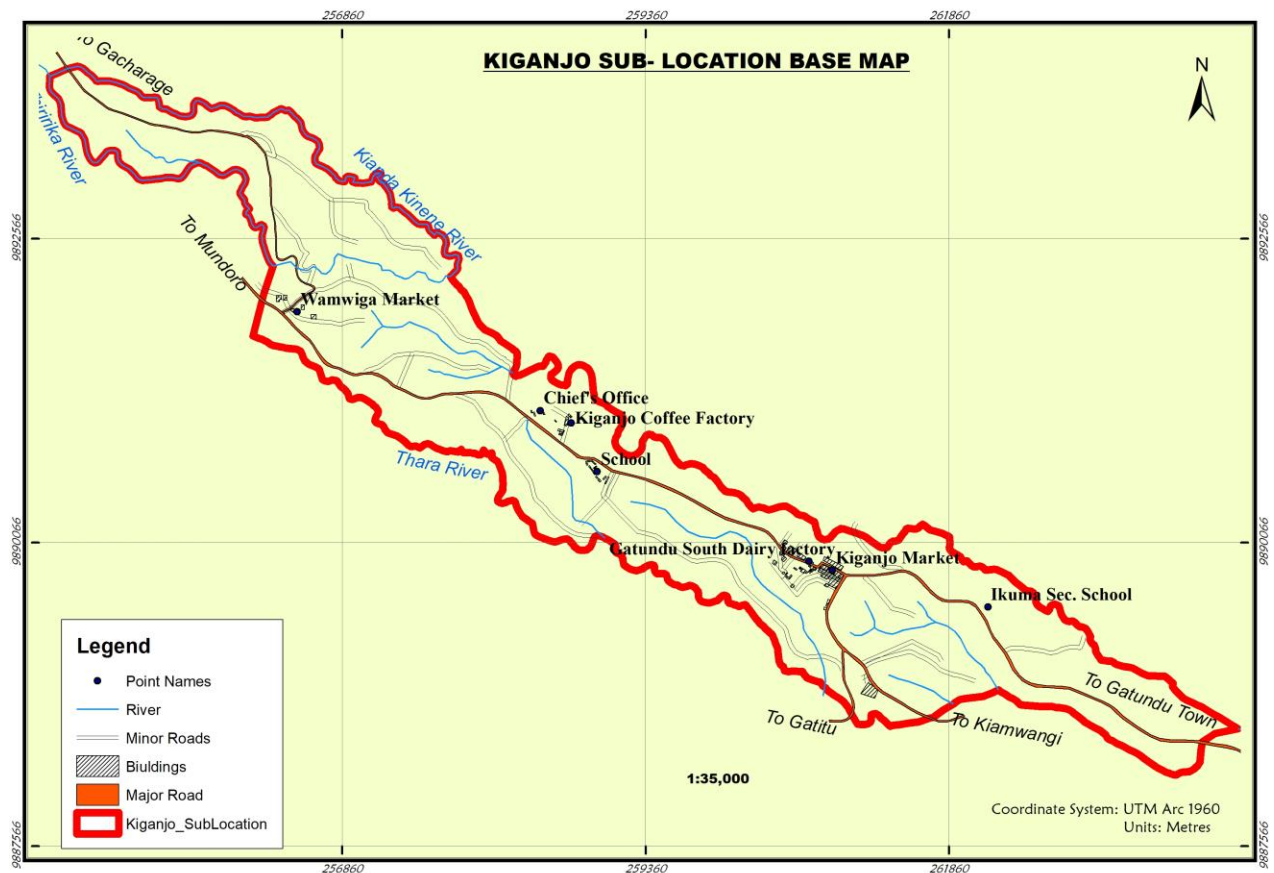 256860
259360
261860
KIGANJO SUB- LOCATION BASE MAP
N
To Gacharage
River
Kianda Kinene River
9892566
9892566
To Mundoro
Wamwiga Market
Chief's Office
Kiganjo Coffee Factory
School
Thara River
9890066
9890066
Gatundu South Dairy factory
Kiganjo Market
Ikuma Sec. School
To Gatundu Town
To Gatitu
To Kiamwangi
Legend
Point Names
River
Minor Roads
Biuldings
Major Road
Kiganjo_SubLocation
1:35,000
Coordinate System: UTM Arc 1960
Units: Metres
9887566
9887566
256860
259360
261860